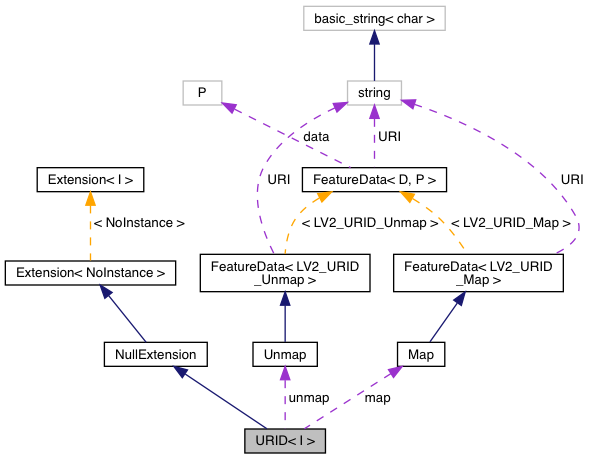 basic_string< char >
P
string
data
URI
Extension< I >
URI
FeatureData< D, P >
URI
< NoInstance >
< LV2_URID_Unmap >
< LV2_URID_Map >
Extension< NoInstance >
FeatureData< LV2_URID
_Unmap >
FeatureData< LV2_URID
_Map >
NullExtension
Unmap
Map
unmap
map
URID< I >